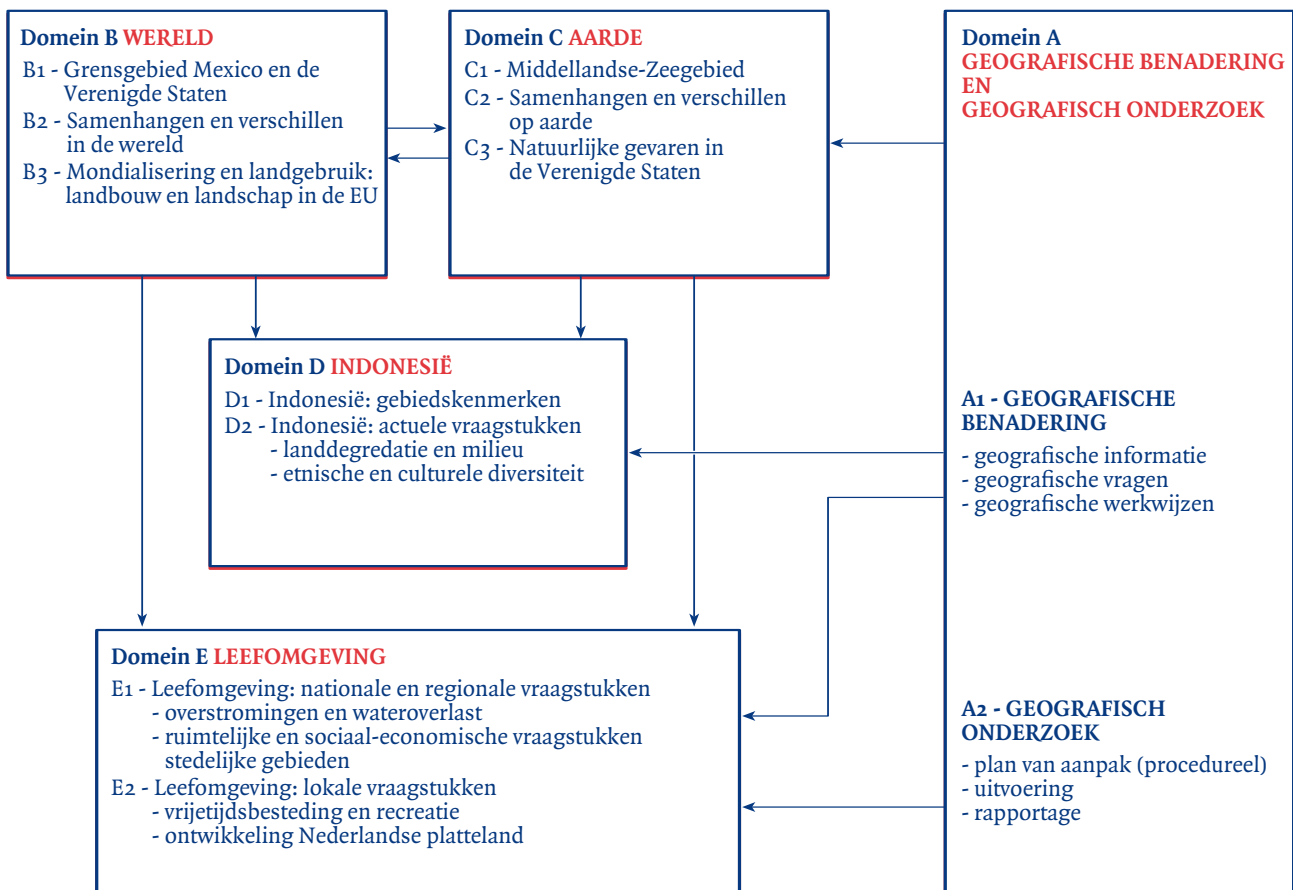 Domein B WERELD
B1 - Grensgebied Mexico en de
Verenigde Staten
B2 - Samenhangen en verschillen
in de wereld
B3 - Mondialisering en landgebruik:
landbouw en landschap in de EU
Domein C AARDE
C1 - Middellandse-Zeegebied
C2 - Samenhangen en verschillen
op aarde
C3 - Natuurlijke gevaren in
de Verenigde Staten
Domein A
GEOGRAFISCHE BENADERING
EN
GEOGRAFISCH ONDERZOEK
A1 - GEOGRAFISCHE
BENADERING
- geografische informatie
- geografische vragen
- geografische werkwijzen
A2 - GEOGRAFISCH
ONDERZOEK
- plan van aanpak (procedureel)
- uitvoering
- rapportage
Domein D INDONESIË
D1 - Indonesië: gebiedskenmerken
D2 - Indonesië: actuele vraagstukken
- landdegredatie en milieu
- etnische en culturele diversiteit
Domein E LEEFOMGEVING
E1 - Leefomgeving: nationale en regionale vraagstukken
- overstromingen en wateroverlast
- ruimtelijke en sociaal-economische vraagstukken
stedelijke gebieden
E2 - Leefomgeving: lokale vraagstukken
- vrijetijdsbesteding en recreatie
- ontwikkeling Nederlandse platteland